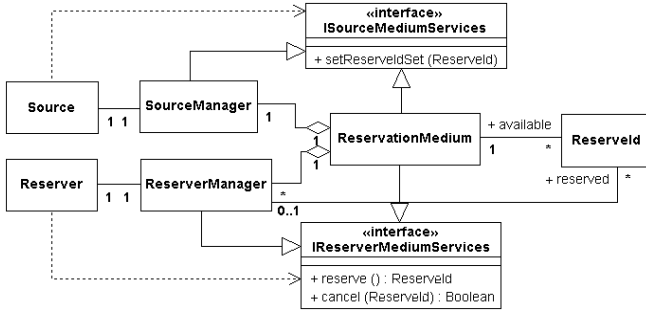 «interface»
ISourceMediumServices
+ setReserveIdSet (ReserveId)
Source
SourceManager
1 1
1
1
ReservationMedium
+ available
1
*
ReserveId
Reserver
ReserverManager
1 1
*
1
0..1
+ reserved
*
«interface»
IReserverMediumServices
+ reserve () : ReserveId
+ cancel (ReserveId) : Boolean